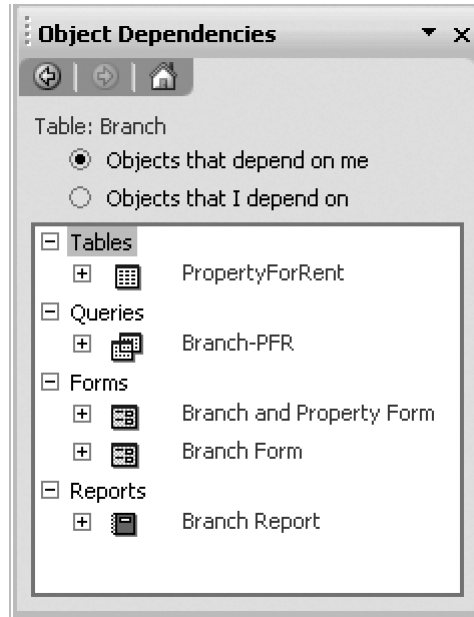 Object Dependencies
Table: Branch
Objects that depend on me
Objects that I depend on
Tables
PropertyForRent
Queries
Branch-PFR
Forms
Branch and Property Form
Branch Form
Reports
Branch Report